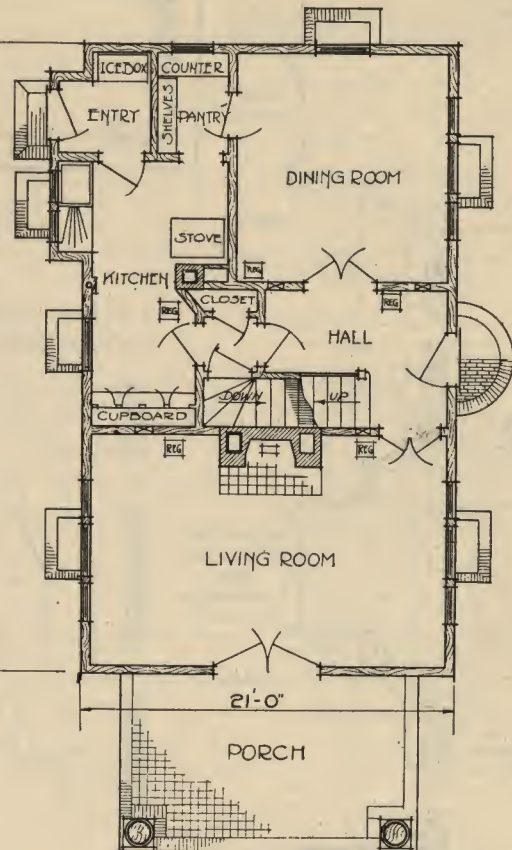 ICEBOX
COUNTER
ENTRY
SHELVES
PANTRY
DINING ROOM
STOVE
KITCHEN
REG
CLOSET
REG
REG
HALL
DOWN
UP
CUPBOARD
REG
REG
LIVING ROOM
21'-0"
PORCH